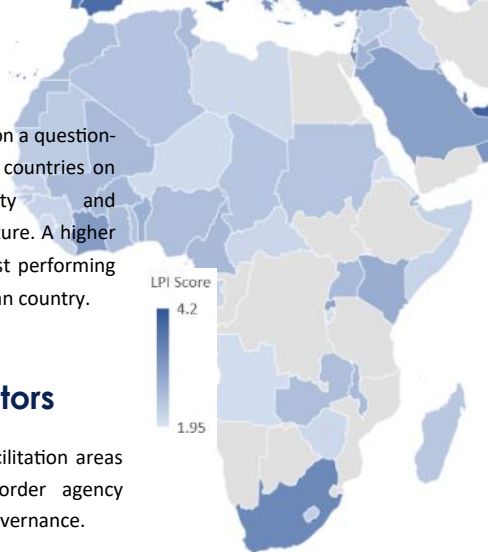 on a question-
countries on
ty and
ture. A higher
st performing
an country.
LPI Score
4.2
1.95
tors
cilitation areas
order agency
vernance.